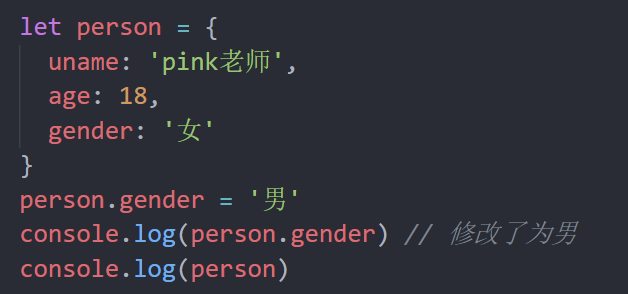 let person = {
  uname: 'pink老师',
  age: 18,
  gender: '女'
}
person.gender = '男'
console.log(person.gender) // 修改了为男
console.log(person)